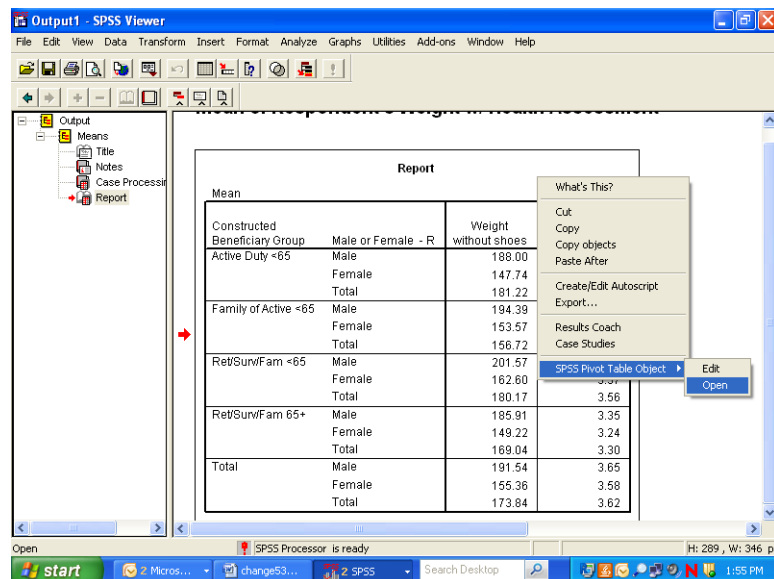 Output1 - SPSS Viewer
File Edit View Data Transform Insert Format Analyze Graphs Utilities Add-ons Window Help
Output
Means
Title
Notes
Case Processin
Report
Report
Mean
Constructed Beneficiary Group Male or Female - R Weight without shoes
Active Duty <65 Male 188.00
Female 147.74
Total 181.22
Family of Active <65 Male 194.39
Female 153.57
Total 156.72
Ret/Surv/Fam <65 Male 201.57
Female 162.60
Total 180.17 3.56
Ret/Surv/Fam 65+ Male 185.91 3.35
Female 149.22 3.24
Total 169.04 3.30
Total Male 191.54 3.65
Female 155.36 3.58
Total 173.84 3.62
What's This?
Cut
Copy
Copy objects
Paste After
Create/Edit Autoscript
Export...
Results Coach
Case Studies
SPSS Pivot Table Object
Edit
Open
Open SPSS Processor is ready H: 289 , W: 346 p
start 2 Micros... change53... 2 SPSS Search Desktop 1:55 PM